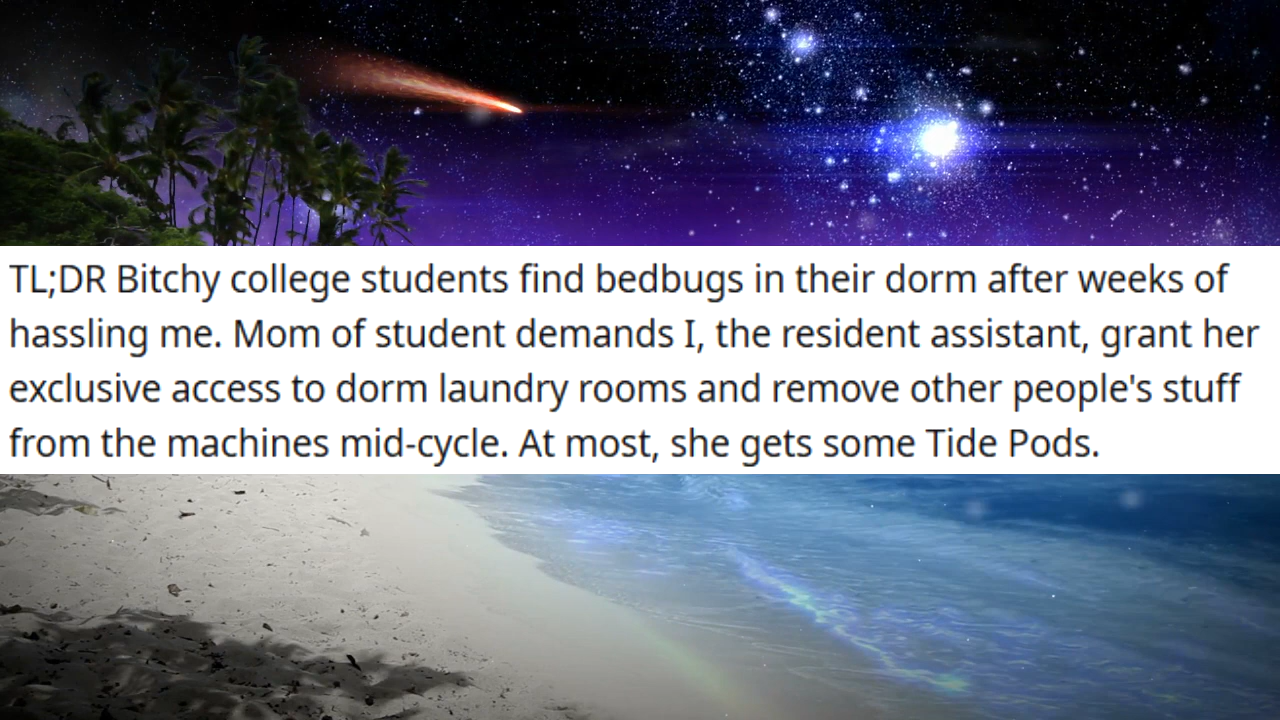 TL;DR Bitchy college students find bedbugs in their dorm after weeks of
hassling me. Mom of student demands I, the resident assistant, grant her
exclusive access to dorm laundry rooms and remove other people's stuff
from the machines mid-cycle. At most, she gets some Tide Pods.